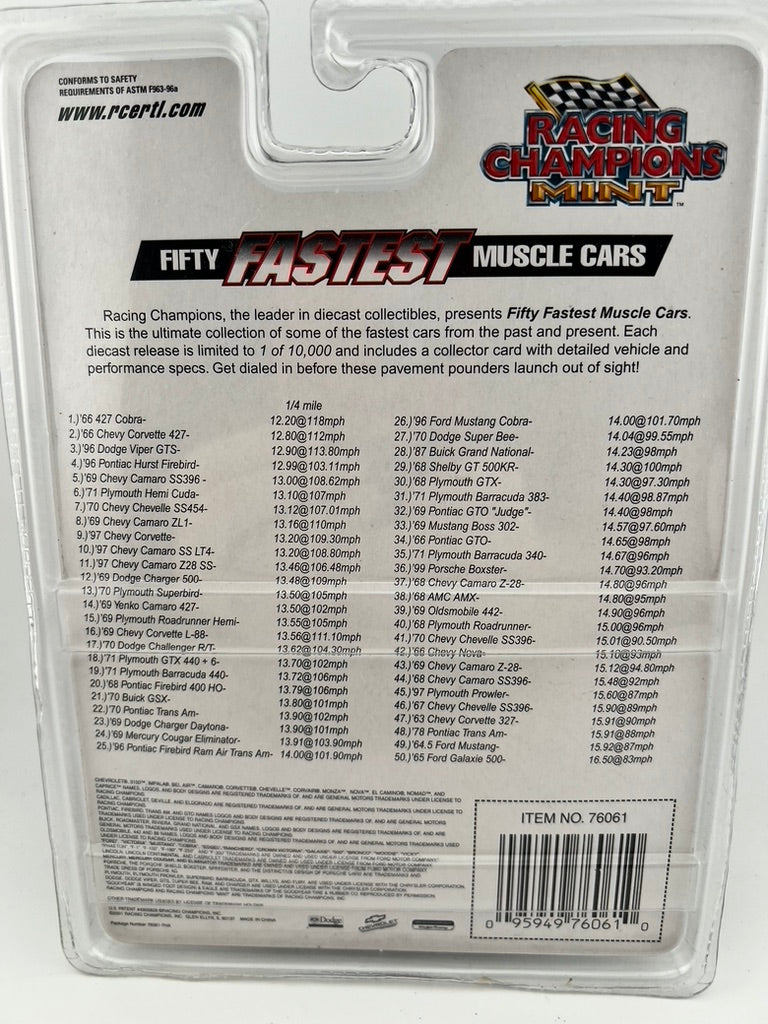 CONFORMS TO SAFETY
REQUIREMENTS OF ASTM F963-96a
www.rcertl.com
RACING
CHAMPIONS
MINT™
FIFTY FASTEST MUSCLE CARS
Racing Champions, the leader in diecast collectibles, presents Fifty Fastest Muscle Cars.
This is the ultimate collection of some of the fastest cars from the past and present. Each
diecast release is limited to 1 of 10,000 and includes a collector card with detailed vehicle and
performance specs. Get dialed in before these pavement pounders launch out of sight!
1/4 mile
1.)'66 427 Cobra- 12.20@118mph
2.)'66 Chevy Corvette 427- 12.80@112mph
3.)'96 Dodge Viper GTS- 12.90@113.80mph
4.)'96 Pontiac Hurst Firebird- 12.99@103.11mph
5.)'69 Chevy Camaro SS396 - 13.00@108.62mph
6.)'71 Plymouth Hemi Cuda- 13.10@107mph
7.)'70 Chevy Chevelle SS454- 13.12@107.01mph
8.)'69 Chevy Camaro ZL1- 13.16@110mph
9.)'97 Chevy Corvette- 13.20@109.30mph
10.)'97 Chevy Camaro SS LT4- 13.20@108.80mph
11.)'97 Chevy Camaro Z28 SS- 13.46@106.48mph
12.)'69 Dodge Charger 500- 13.48@109mph
13.)'70 Plymouth Superbird- 13.50@105mph
14.)'69 Yenko Camaro 427- 13.50@102mph
15.)'69 Plymouth Roadrunner Hemi- 13.55@105mph
16.)'69 Chevy Corvette L-88- 13.56@111.10mph
17.)'70 Dodge Challenger R/T- 13.62@104.30mph
18.)'71 Plymouth GTX 440 + 6- 13.70@102mph
19.)'71 Plymouth Barracuda 440- 13.72@106mph
20.)'68 Pontiac Firebird 400 HO- 13.79@106mph
21.)'70 Buick GSX- 13.80@101mph
22.)'70 Pontiac Trans Am- 13.90@102mph
23.)'69 Dodge Charger Daytona- 13.90@101mph
24.)'69 Mercury Cougar Eliminator- 13.91@103.90mph
25.)'96 Pontiac Firebird Ram Air Trans Am- 14.00@101.90mph
26.)'96 Ford Mustang Cobra- 14.00@101.70mph
27.)'70 Dodge Super Bee- 14.04@99.55mph
28.)'87 Buick Grand National- 14.23@98mph
29.)'68 Shelby GT 500KR- 14.30@100mph
30.)'68 Plymouth GTX- 14.30@97.30mph
31.)'71 Plymouth Barracuda 383- 14.40@98.87mph
32.)'69 Pontiac GTO "Judge"- 14.40@98mph
33.)'69 Mustang Boss 302- 14.57@97.60mph
34.)'66 Pontiac GTO- 14.65@98mph
35.)'71 Plymouth Barracuda 340- 14.67@96mph
36.)'99 Porsche Boxster- 14.70@93.20mph
37.)'68 Chevy Camaro Z-28- 14.80@96mph
38.)'68 AMC AMX- 14.80@95mph
39.)'69 Oldsmobile 442- 14.90@96mph
40.)'68 Plymouth Roadrunner- 15.00@96mph
41.)'70 Chevy Chevelle SS396- 15.01@90.50mph
42.)'66 Chevy Nova- 15.10@93mph
43.)'69 Chevy Camaro Z-28- 15.12@94.80mph
44.)'68 Chevy Camaro SS396- 15.48@92mph
45.)'97 Plymouth Prowler- 15.60@87mph
46.)'67 Chevy Chevelle SS396- 15.90@89mph
47.)'63 Chevy Corvette 327- 15.91@90mph
48.)'78 Pontiac Trans Am- 15.91@88mph
49.)'64.5 Ford Mustang- 15.92@87mph
50.)'65 Ford Galaxie 500- 16.50@83mph
OTHER TRADEMARK USED BY LICENSE OF TRADEMARK HOLDER.
©2001 RACING CHAMPIONS, INC. GLEN ELLYN, IL 60137 MADE IN CHINA
Dodge
CHEVROLET
ITEM NO. 76061
0 95949 76061 0